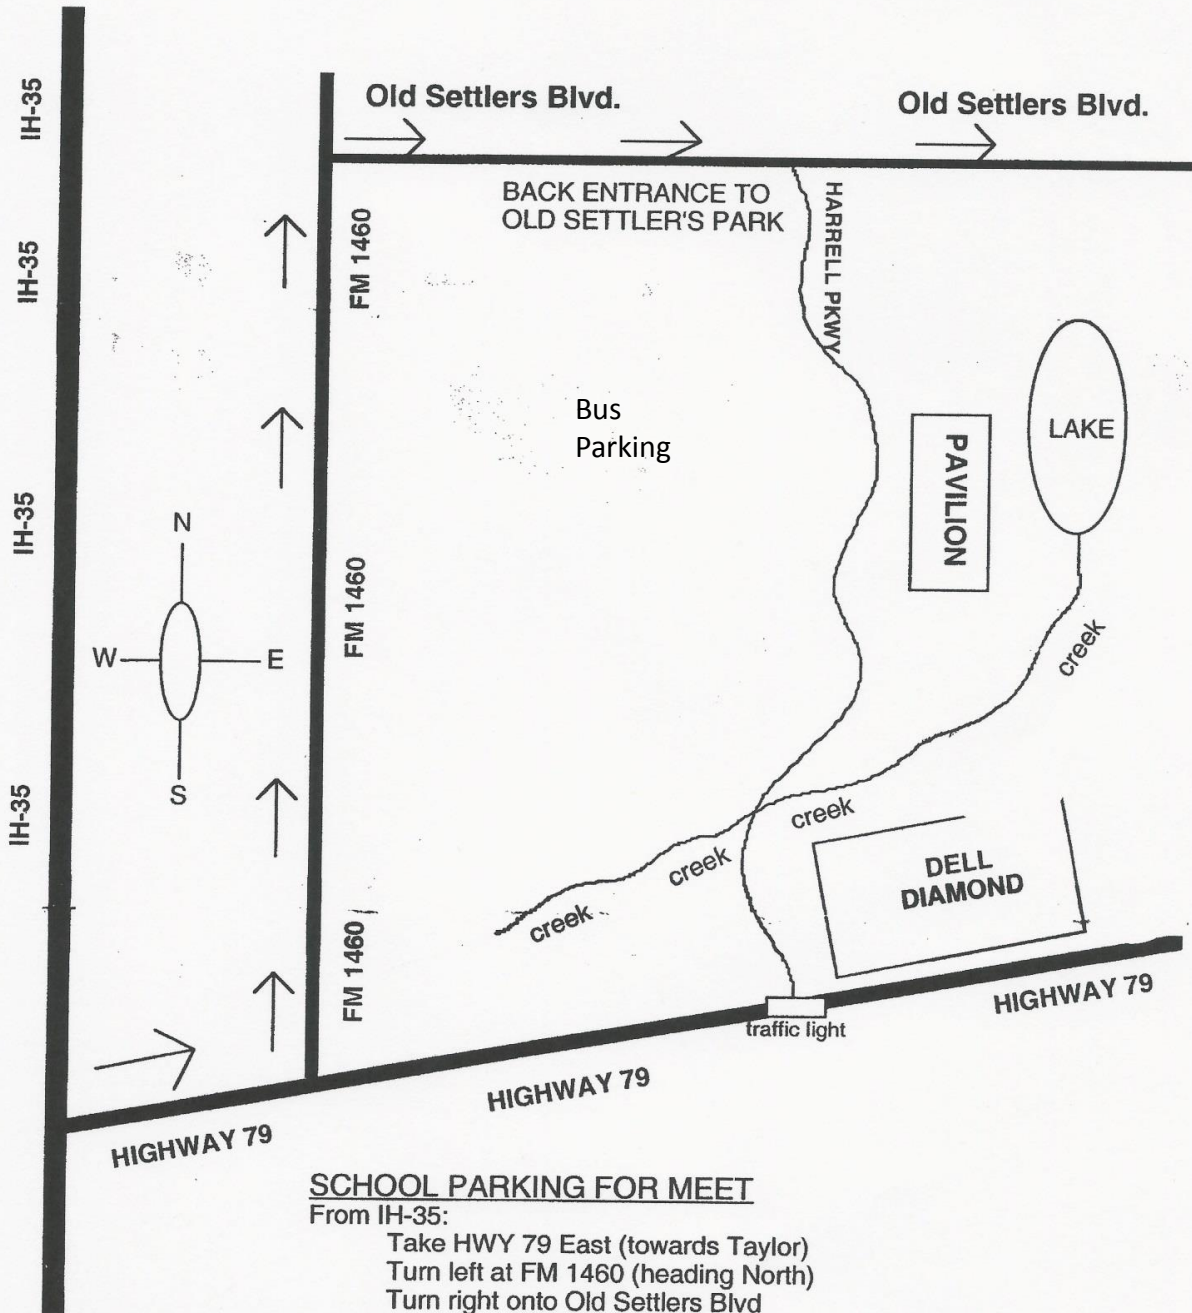 Old Settlers Blvd.
Old Settlers Blvd.
IH-35
BACK ENTRANCE TO
OLD SETTLER'S PARK
HARRELL PKWY
IH-35
FM 1460
Bus
Parking
PAVILION
LAKE
IH-35
N
W
E
S
FM 1460
creek
IH-35
creek
creek
creek
DELL
DIAMOND
FM 1460
HIGHWAY 79
traffic light
HIGHWAY 79
HIGHWAY 79
SCHOOL PARKING FOR MEET
From IH-35:
Take HWY 79 East (towards Taylor)
Turn left at FM 1460 (heading North)
Turn right onto Old Settlers Blvd